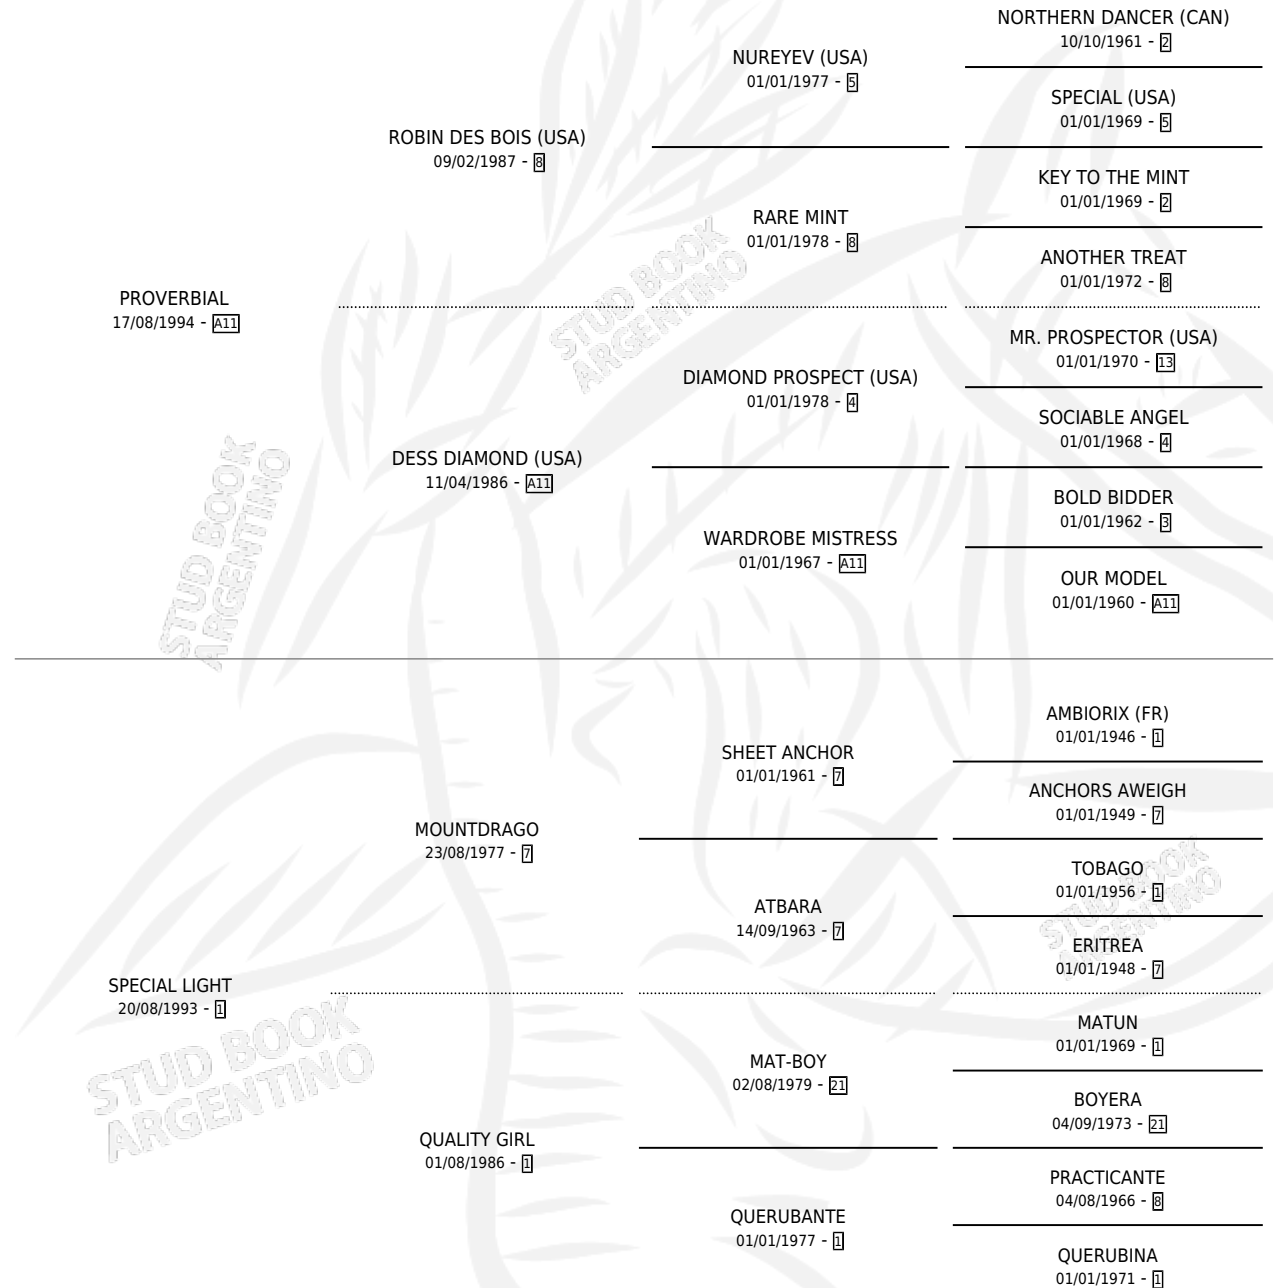 NORTHERN DANCER (CAN)
10/10/1961 - 2
NUREYEV (USA)
01/01/1977 - 5
SPECIAL (USA)
01/01/1969 - 5
ROBIN DES BOIS (USA)
09/02/1987 - 8
KEY TO THE MINT
01/01/1969 - 2
RARE MINT
01/01/1978 - 8
ANOTHER TREAT
01/01/1972 - 8
PROVERBIAL
17/08/1994 - A11
MR. PROSPECTOR (USA)
01/01/1970 - 13
DIAMOND PROSPECT (USA)
01/01/1978 - 4
SOCIABLE ANGEL
01/01/1968 - 4
DESS DIAMOND (USA)
11/04/1986 - A11
BOLD BIDDER
01/01/1962 - 3
WARDROBE MISTRESS
01/01/1967 - A11
OUR MODEL
01/01/1960 - A11
AMBIORIX (FR)
01/01/1946 - 1
SHEET ANCHOR
01/01/1961 - 7
ANCHORS AWEIGH
01/01/1949 - 7
MOUNTDRAGO
23/08/1977 - 7
TOBAGO
01/01/1956 - 1
ATBARA
14/09/1963 - 7
ERITREA
01/01/1948 - 7
SPECIAL LIGHT
20/08/1993 - 1
MATUN
01/01/1969 - 1
MAT-BOY
02/08/1979 - 21
BOYERA
04/09/1973 - 21
QUALITY GIRL
01/08/1986 - 1
PRACTICANTE
04/08/1966 - 8
QUERUBANTE
01/01/1977 - 1
QUERUBINA
01/01/1971 - 1
STUD BOOK
ARGENTINO
STUD BOOK
ARGENTINO
STUD BOOK
ARGENTINO
STUD BOOK
ARGENTINO